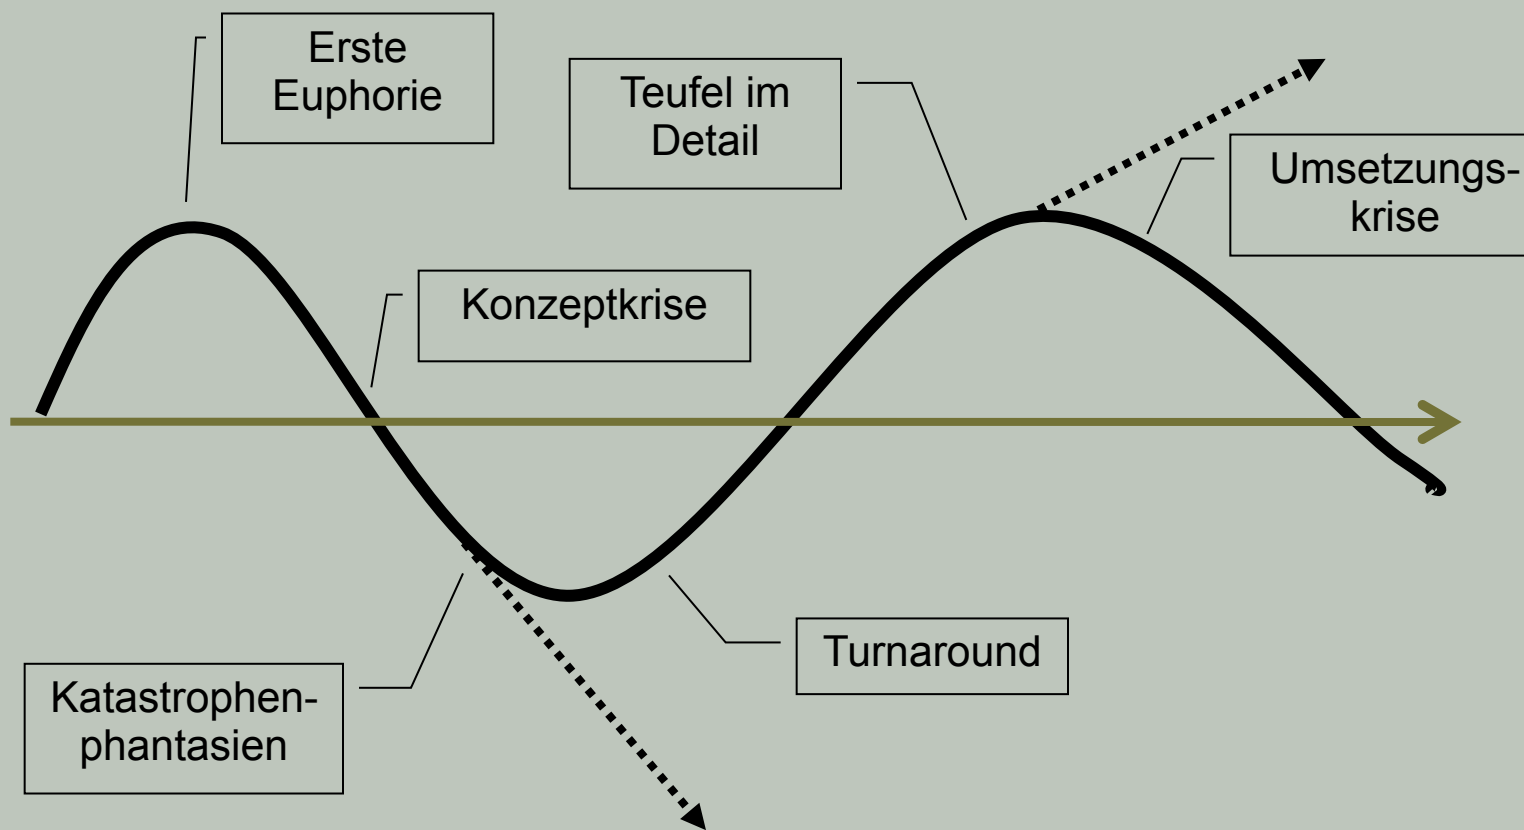 Erste
Euphorie
Teufel im
Detail
Umsetzungs-
krise
Konzeptkrise
Turnaround
Katastrophen-
phantasien